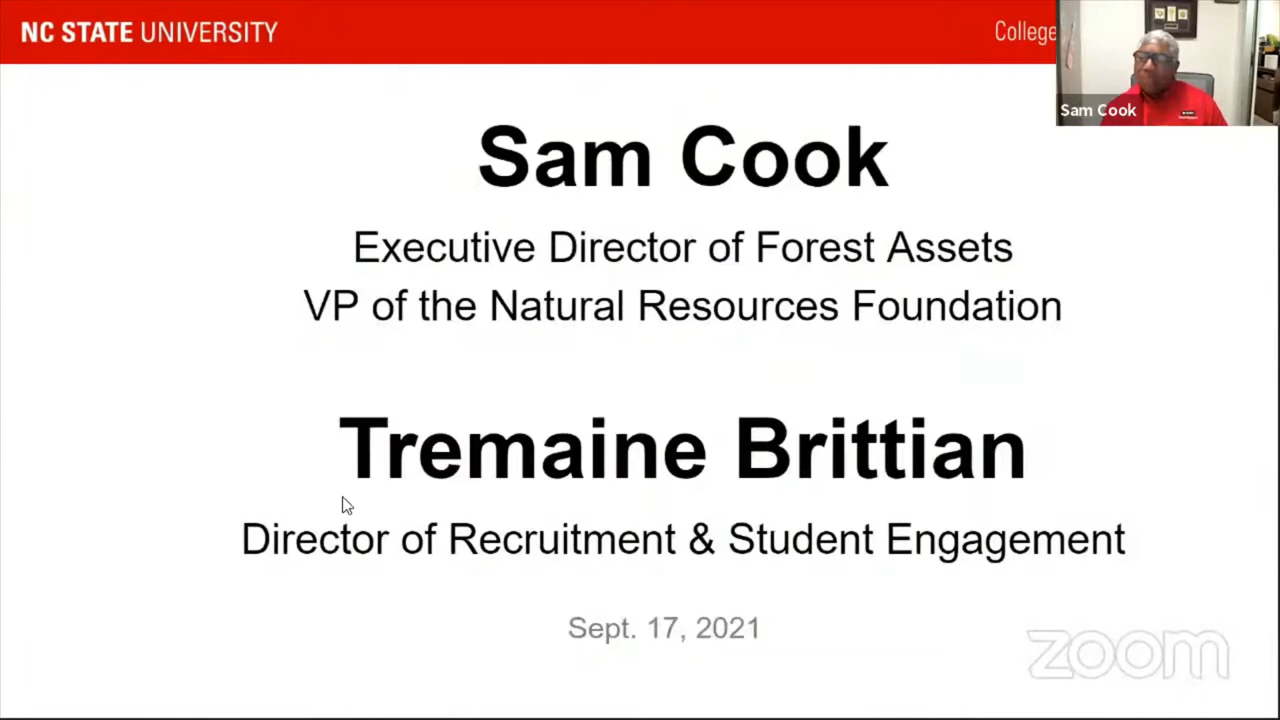 NC STATE UNIVERSITY
College
Sam Cook
Sam Cook
Executive Director of Forest Assets
VP of the Natural Resources Foundation
Tremaine Brittian
Director of Recruitment & Student Engagement
Sept. 17, 2021
zoom